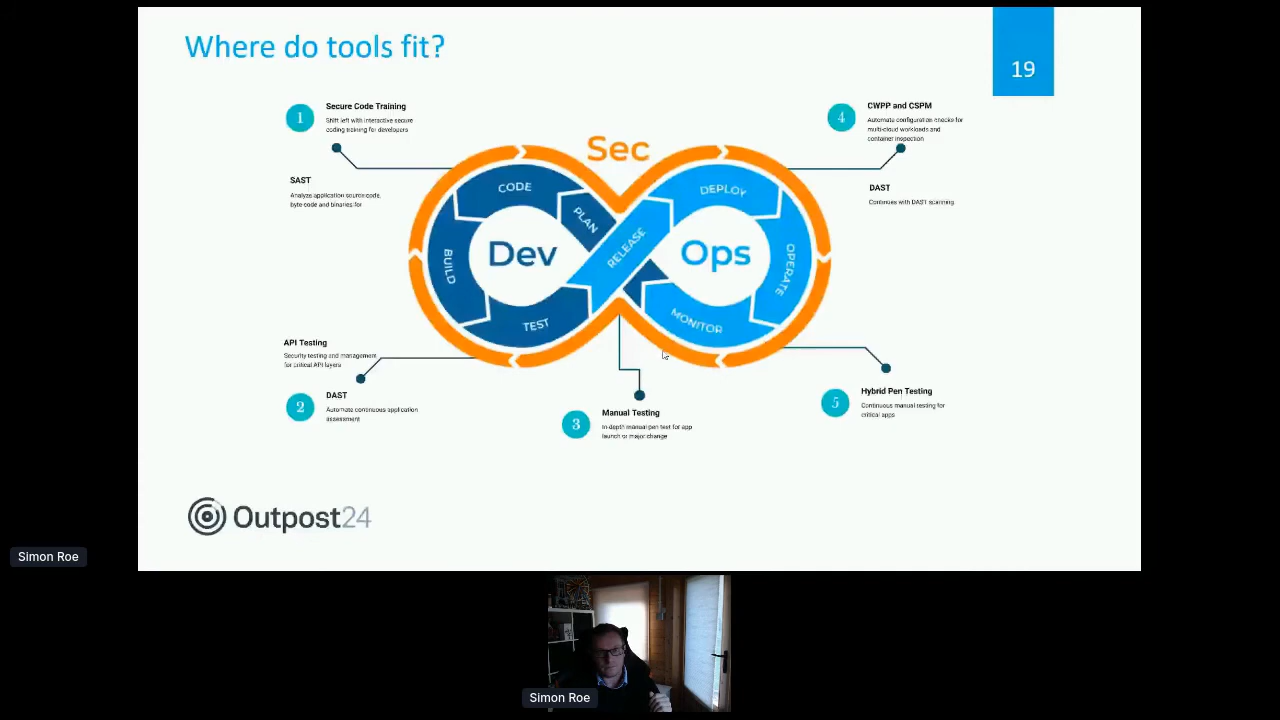 Where do tools fit?
19
1
Secure Code Training
Shift left with interactive secure
coding training for developers
SAST
Analyze application source code,
byte code and binaries for
4
CWPP and CSPM
Automate configuration checks for
multi-cloud workloads and
container inspection
DAST
Continues with DAST scanning
Sec
CODE
PLAN
DEPLOY
Dev
RELEASE
Ops
BUILD
OPERATE
TEST
MONITOR
API Testing
Security testing and management
for critical API layers
2
DAST
Automate continuous application
assessment
3
Manual Testing
In-depth manual pen test for app
launch or major change
5
Hybrid Pen Testing
Continuous manual testing for
critical apps
Outpost24
Simon Roe
Simon Roe